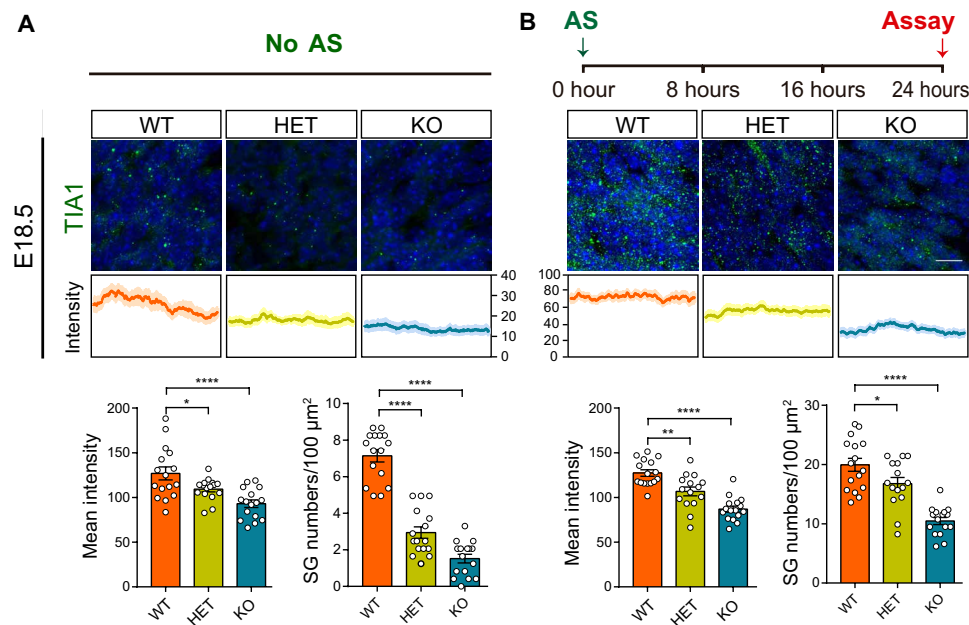 A
No AS
WT
HET
KO
E18.5
TIA1
Intensity
40
30
20
10
0
Mean intensity
200
150
100
50
0
****
*
WT
HET
KO
SG numbers/100 µm²
10
8
6
4
2
0
****
****
WT
HET
KO
B
AS
Assay
0 hour
8 hours
16 hours
24 hours
WT
HET
KO
100
80
60
40
20
0
Mean intensity
200
150
100
50
0
****
**
WT
HET
KO
SG numbers/100 µm²
30
20
10
0
****
*
WT
HET
KO